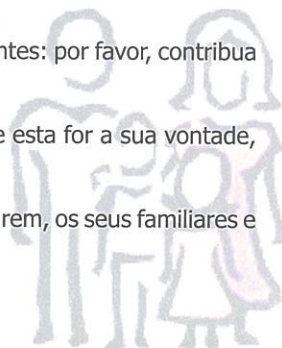 ntes: por favor, contribua
e esta for a sua vontade,
rem, os seus familiares e